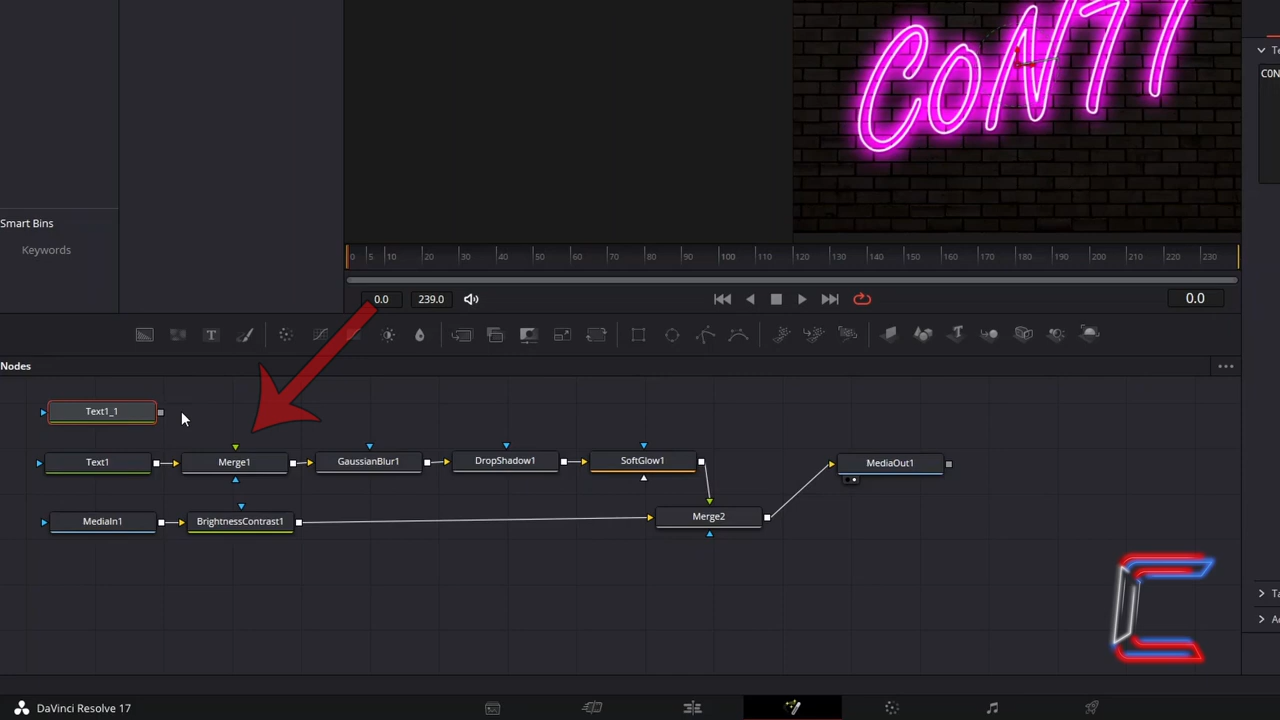 CoNTT
C0N
Smart Bins
Keywords
0 5 10 20 30 40 50 60 70 80 90 100 110 120 130 140 150 160 170 180 190 200 210 220 230
0.0 239.0 0.0
Nodes
Text1_1
Text1 Merge1 GaussianBlur1 DropShadow1 SoftGlow1 MediaOut1
MediaIn1 BrightnessContrast1 Merge2
DaVinci Resolve 17